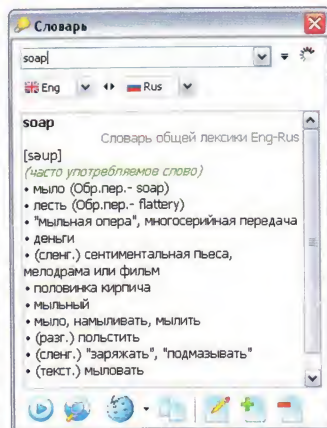 Словарь
soap
Eng Rus
soap
Словарь общей лексики Eng-Rus
[səup]
(часто употребляемое слово)
• мыло (Обр.пер.- soap)
• лесть (Обр.пер.- flattery)
• "мыльная опера", многосерийная передача
• деньги
• (сленг.) сентиментальная пьеса,
мелодрама или фильм
• половинка кирпича
• мыльный
• мыло, намыливать, мылить
• (разг.) польстить
• (сленг.) "заряжать", "подмазывать"
• (текст.) мыловать